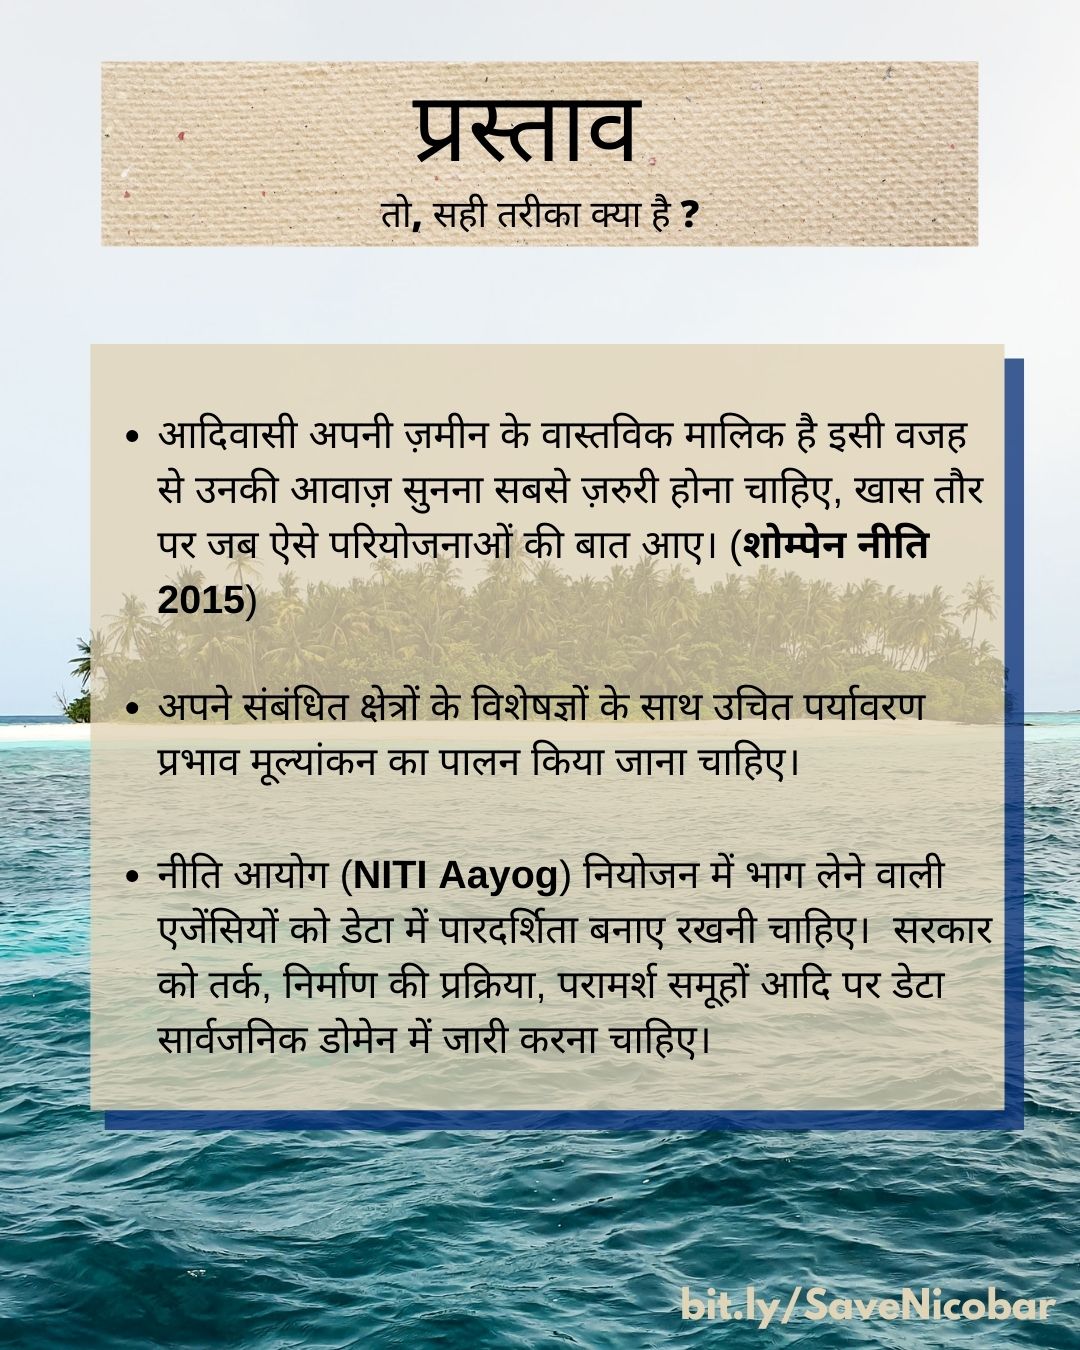 प्रस्ताव
तो, सही तरीका क्या है ?
• आदिवासी अपनी ज़मीन के वास्तविक मालिक है इसी वजह
से उनकी आवाज़ सुनना सबसे ज़रुरी होना चाहिए, खास तौर
पर जब ऐसे परियोजनाओं की बात आए। (शोम्पेन नीति
2015)
• अपने संबंधित क्षेत्रों के विशेषज्ञों के साथ उचित पर्यावरण
प्रभाव मूल्यांकन का पालन किया जाना चाहिए।
• नीति आयोग (NITI Aayog) नियोजन में भाग लेने वाली
एजेंसियों को डेटा में पारदर्शिता बनाए रखनी चाहिए। सरकार
को तर्क, निर्माण की प्रक्रिया, परामर्श समूहों आदि पर डेटा
सार्वजनिक डोमेन में जारी करना चाहिए।
bit.ly/SaveNicobar